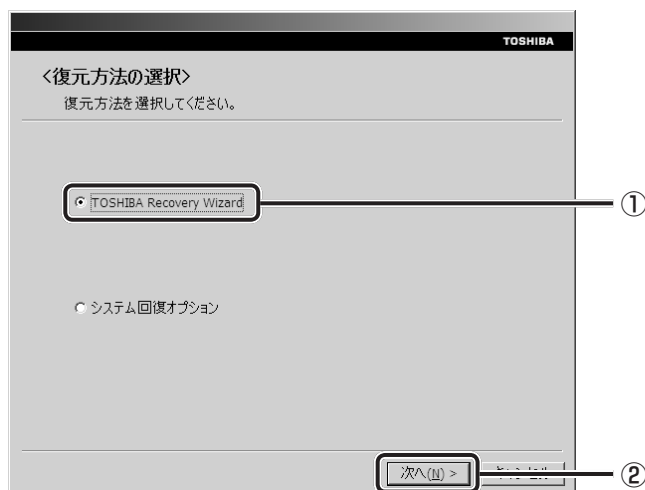 TOSHIBA
<復元方法の選択>
復元方法を選択してください。
TOSHIBA Recovery Wizard
①
システム回復オプション
次へ(N) >
②